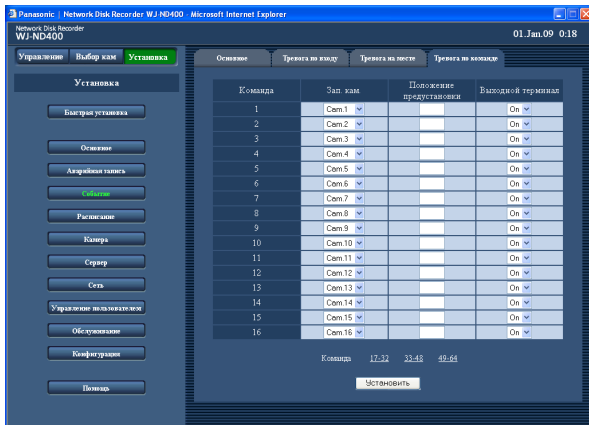 Panasonic | Network Disk Recorder WJ-ND400 - Microsoft Internet Explorer
Network Disk Recorder
WJ-ND400
01.Jan.09 0:18
Управление Выбор кам Установка
Основное Тревога по входу Тревога на месте Тревога по команде
Установка
Быстрая установка
Основное
Аварийная запись
Событие
Расписание
Камера
Сервер
Сеть
Управление пользователем
Обслуживание
Конфигурация
Помощь
Команда Зап. кам Положение предустановки Выходной терминал
1 Cam.1 On
2 Cam.2 On
3 Cam.3 On
4 Cam.4 On
5 Cam.5 On
6 Cam.6 On
7 Cam.7 On
8 Cam.8 On
9 Cam.9 On
10 Cam.10 On
11 Cam.11 On
12 Cam.12 On
13 Cam.13 On
14 Cam.14 On
15 Cam.15 On
16 Cam.16 On
Команда 17-32 33-48 49-64
Установить